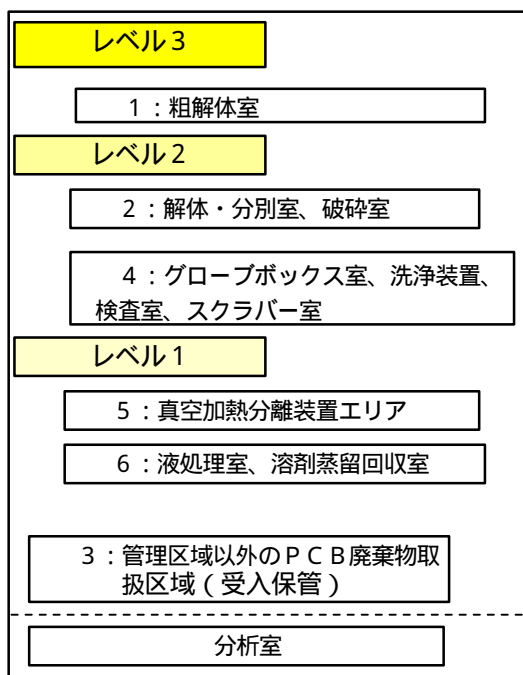 レベル3
1：粗解体室
レベル2
2：解体・分別室、破砕室
4：グローブボックス室、洗浄装置、
検査室、スクラバー室
レベル1
5：真空加熱分離装置エリア
6：液処理室、溶剤蒸留回収室
3：管理区域以外のＰＣＢ廃棄物取
扱区域（受入保管）
分析室